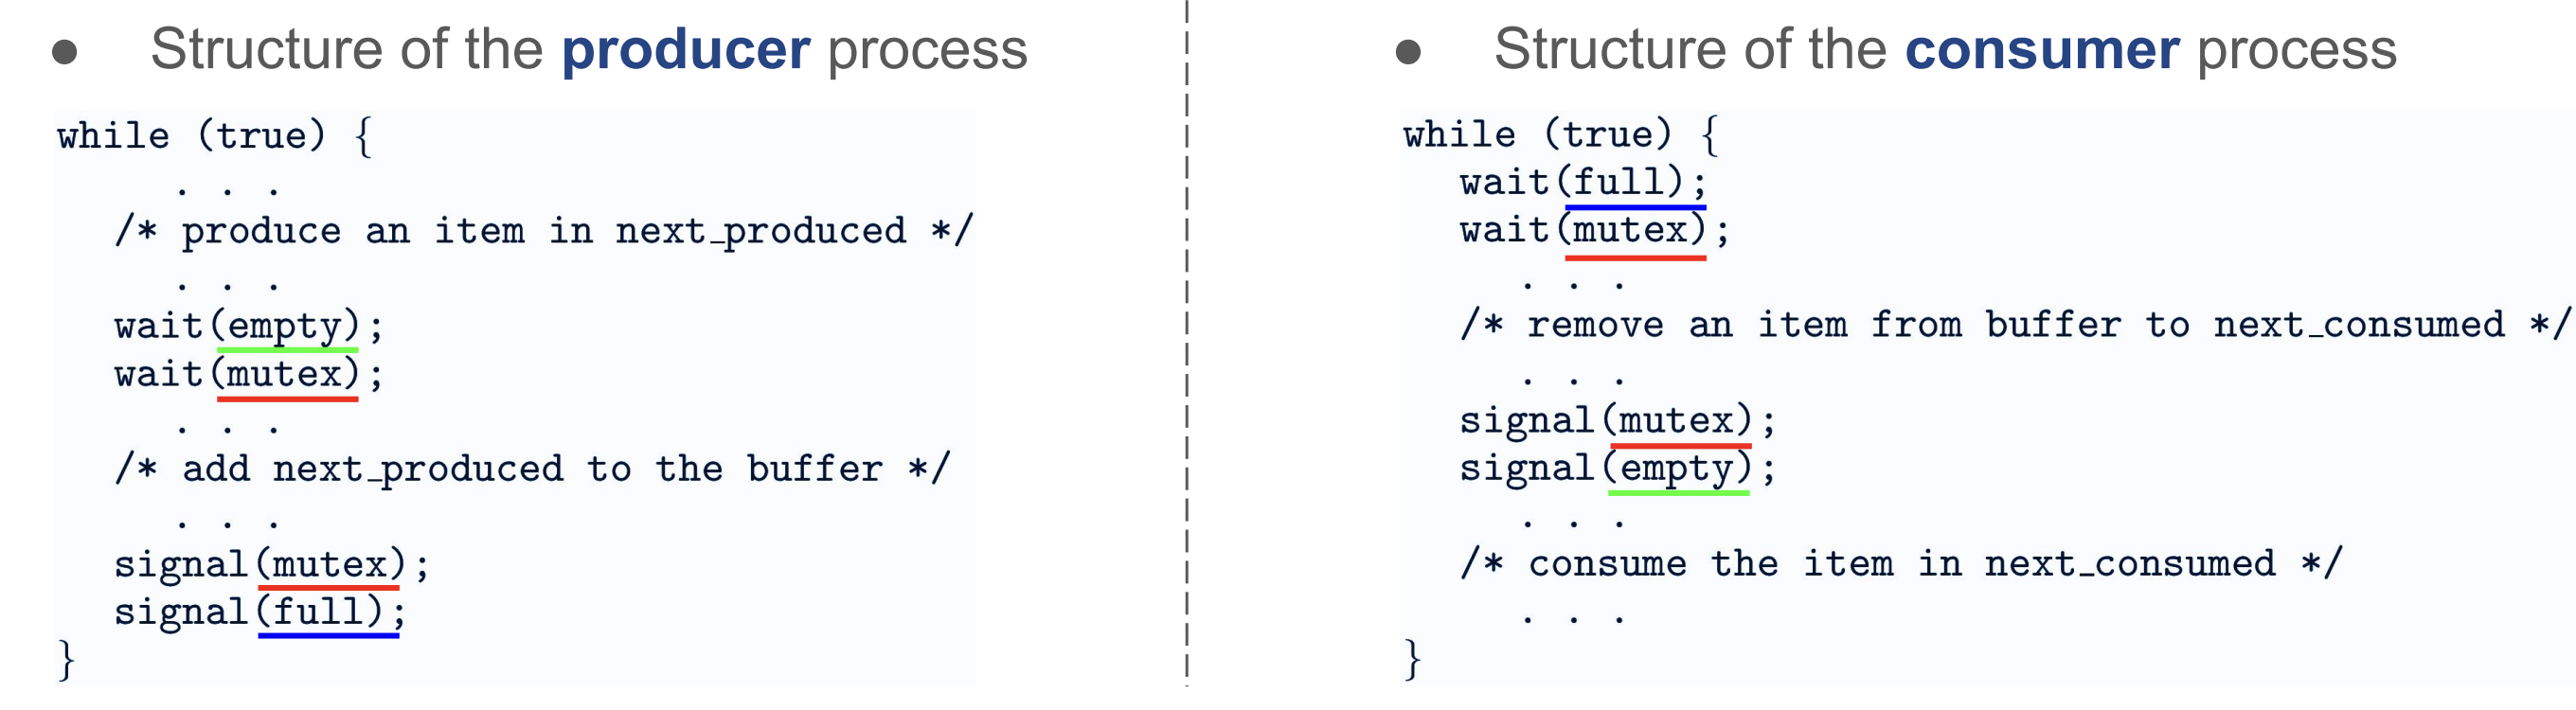 ● Structure of the producer process
while (true) {
. . .
/* produce an item in next_produced */
. . .
wait(empty);
wait(mutex);
. . .
/* add next_produced to the buffer */
. . .
signal(mutex);
signal(full);
}
● Structure of the consumer process
while (true) {
wait(full);
wait(mutex);
. . .
/* remove an item from buffer to next_consumed */
. . .
signal(mutex);
signal(empty);
. . .
/* consume the item in next_consumed */
. . .
}